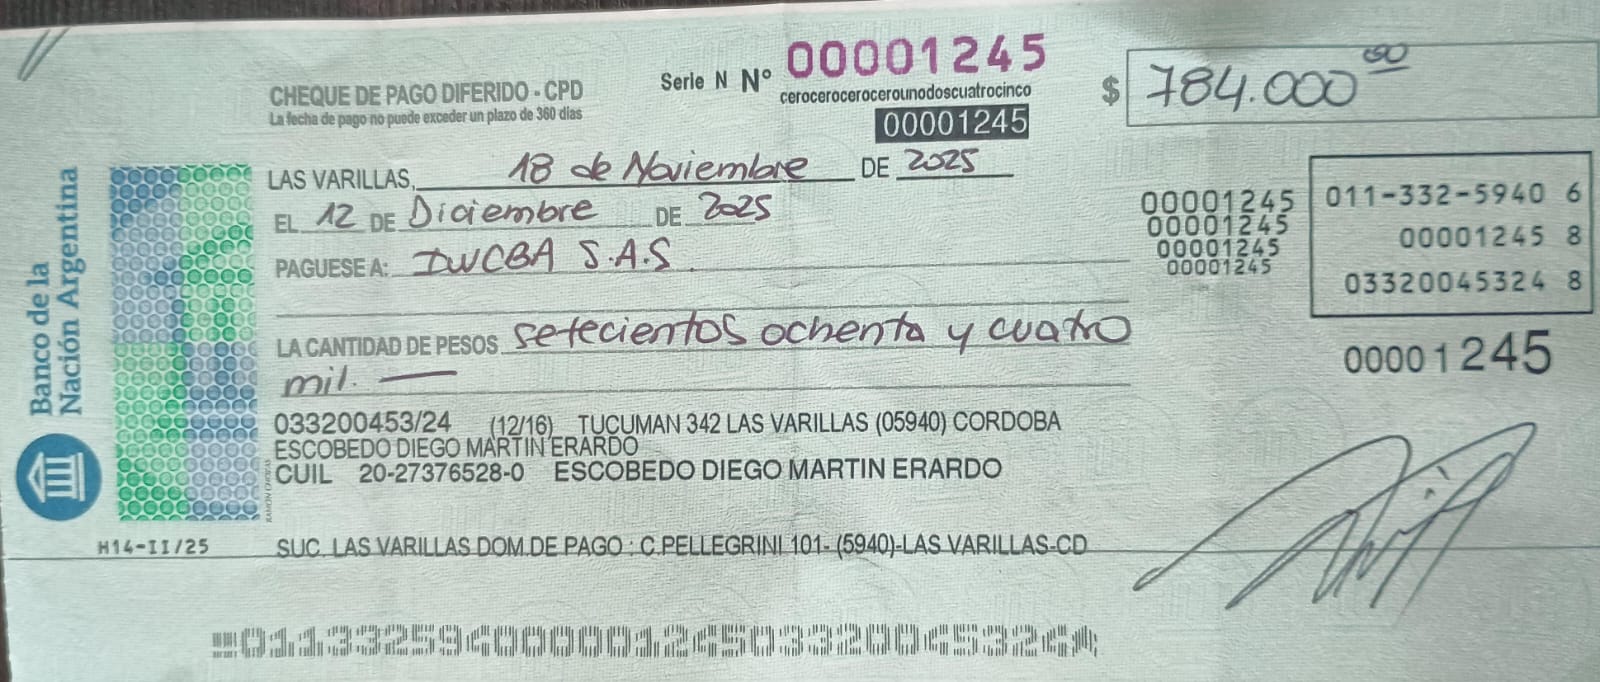 Serie N Nº 00001245
cerocerocerocerounodoscuatrocinco
00001245
$ 784.000 00
CHEQUE DE PAGO DIFERIDO - CPD
La fecha de pago no puede exceder un plazo de 360 dias
LAS VARILLAS, 18 de Noviembre DE 2025
EL 12 DE Diciembre DE 2025
PAGUESE A: IWCBA S.A.S.
LA CANTIDAD DE PESOS setecientos ochenta y cuatro
mil.
00001245
00001245
00001245
00001245
011-332-5940 6
00001245 8
03320045324 8
00001245
Banco de la
Nación Argentina
033200453/24 (12/16) TUCUMAN 342 LAS VARILLAS (05940) CORDOBA
ESCOBEDO DIEGO MARTIN ERARDO
CUIL 20-27376528-0 ESCOBEDO DIEGO MARTIN ERARDO
H14-II/25
SUC. LAS VARILLAS DOM.DE PAGO : C.PELLEGRINI 101- (5940)-LAS VARILLAS-CD
01133259400000124503320045324